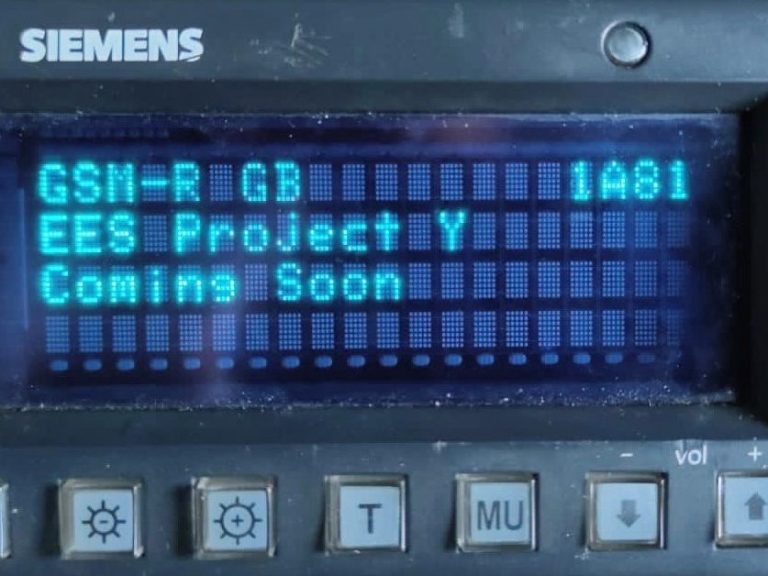 SIEMENS
GSM-R GB 1A81
EES Project Y
Coming Soon
- vol +
T MU